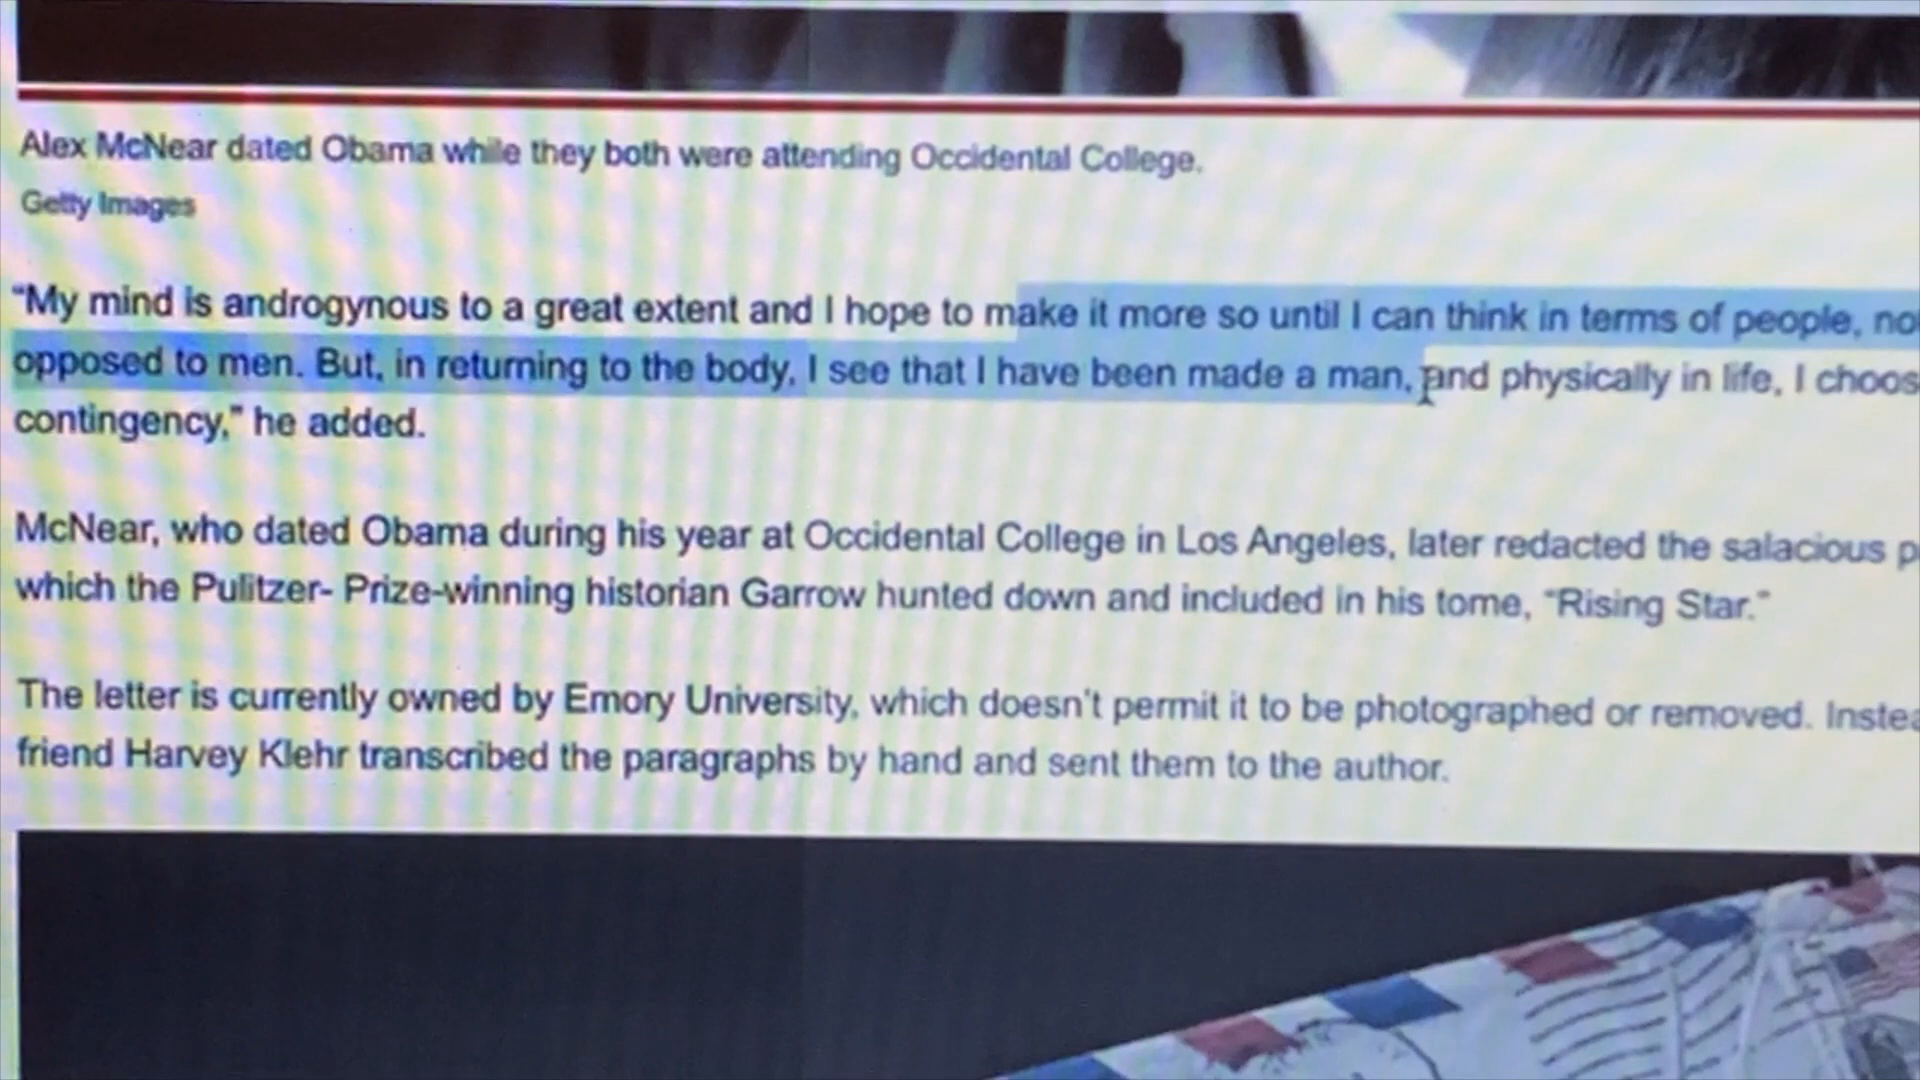 Alex McNear dated Obama while they both were attending Occidental College.
Getty Images
“My mind is androgynous to a great extent and I hope to make it more so until I can think in terms of people, no
opposed to men. But, in returning to the body, I see that I have been made a man, and physically in life, I choos
contingency,” he added.
McNear, who dated Obama during his year at Occidental College in Los Angeles, later redacted the salacious p
which the Pulitzer- Prize-winning historian Garrow hunted down and included in his tome, “Rising Star.”
The letter is currently owned by Emory University, which doesn't permit it to be photographed or removed. Instea
friend Harvey Klehr transcribed the paragraphs by hand and sent them to the author.